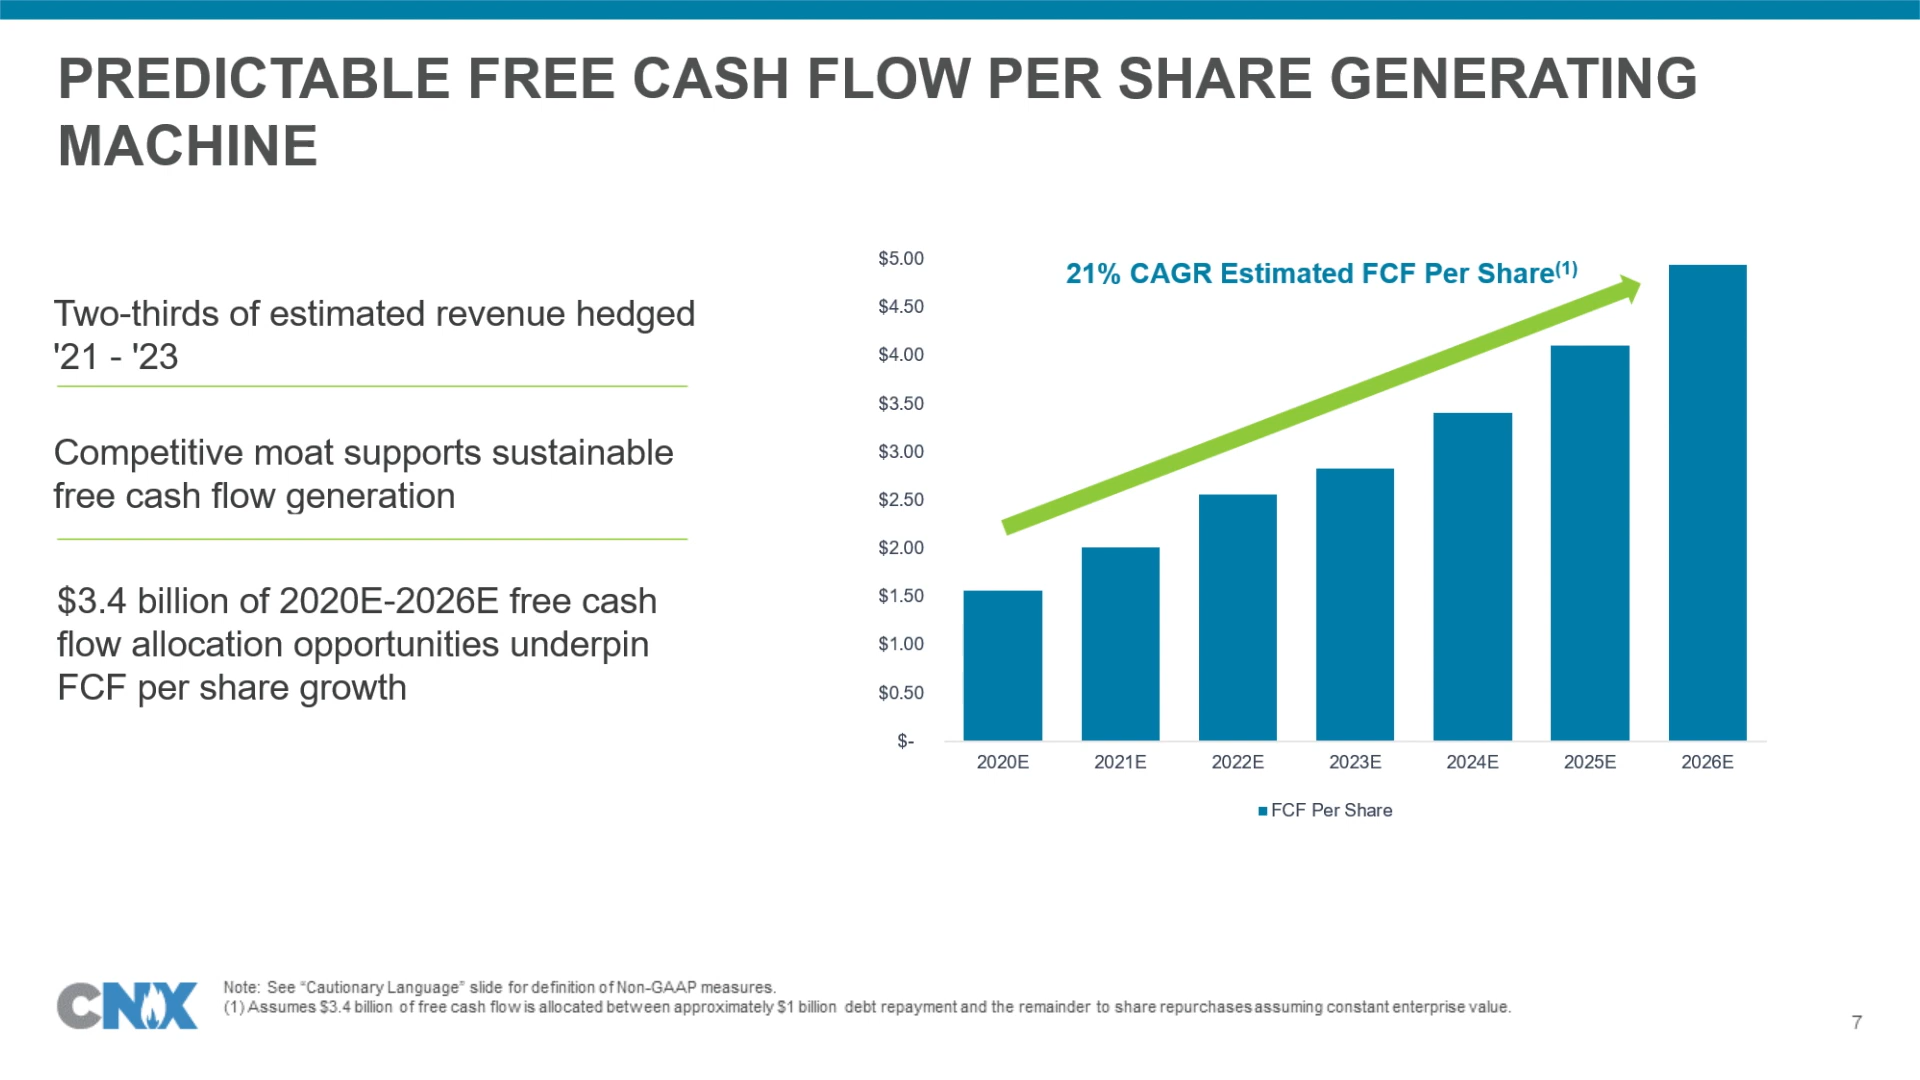 PREDICTABLE FREE CASH FLOW PER SHARE GENERATING
MACHINE
Two-thirds of estimated revenue hedged
'21 - '23
Competitive moat supports sustainable
free cash flow generation
$3.4 billion of 2020E-2026E free cash
flow allocation opportunities underpin
FCF per share growth
21% CAGR Estimated FCF Per Share(1)
$5.00
$4.50
$4.00
$3.50
$3.00
$2.50
$2.00
$1.50
$1.00
$0.50
$-
2020E 2021E 2022E 2023E 2024E 2025E 2026E
FCF Per Share
CNX
Note: See “Cautionary Language” slide for definition of Non-GAAP measures.
(1) Assumes $3.4 billion of free cash flow is allocated between approximately $1 billion debt repayment and the remainder to share repurchases assuming constant enterprise value.
7